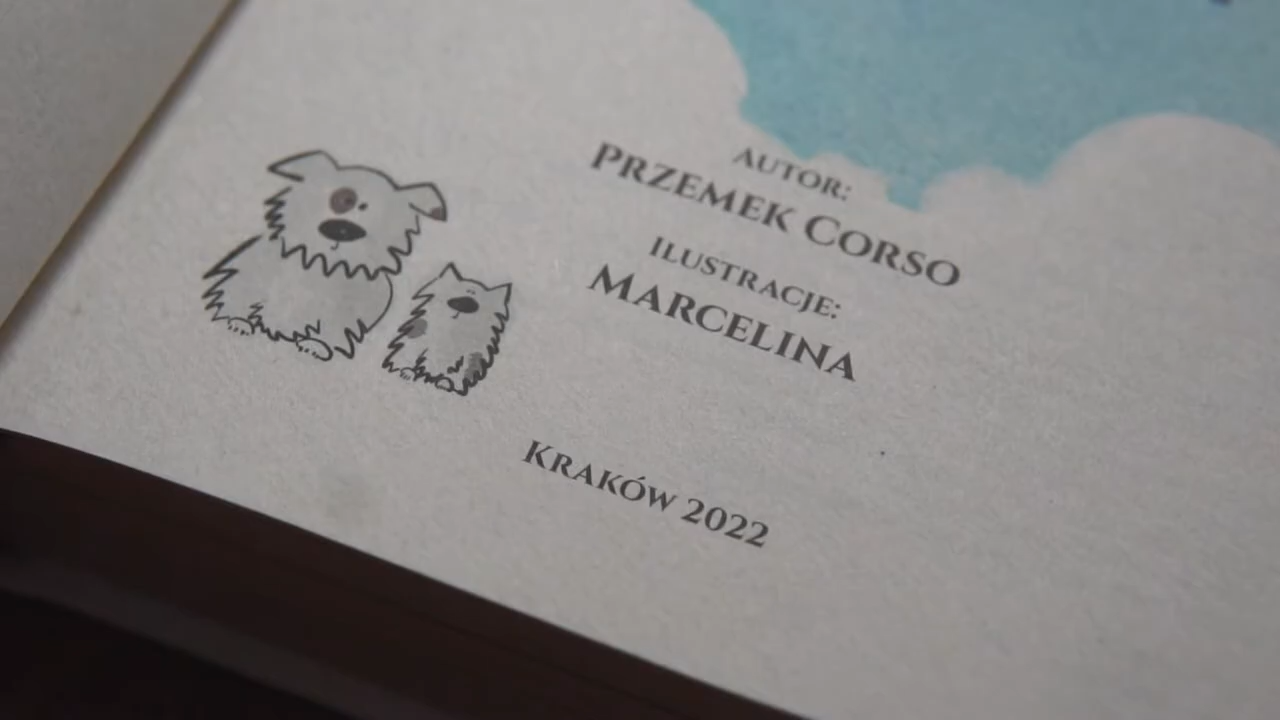 AUTOR:
PRZEMEK CORSO
ILUSTRACJE:
MARCELINA
KRAKÓW 2022